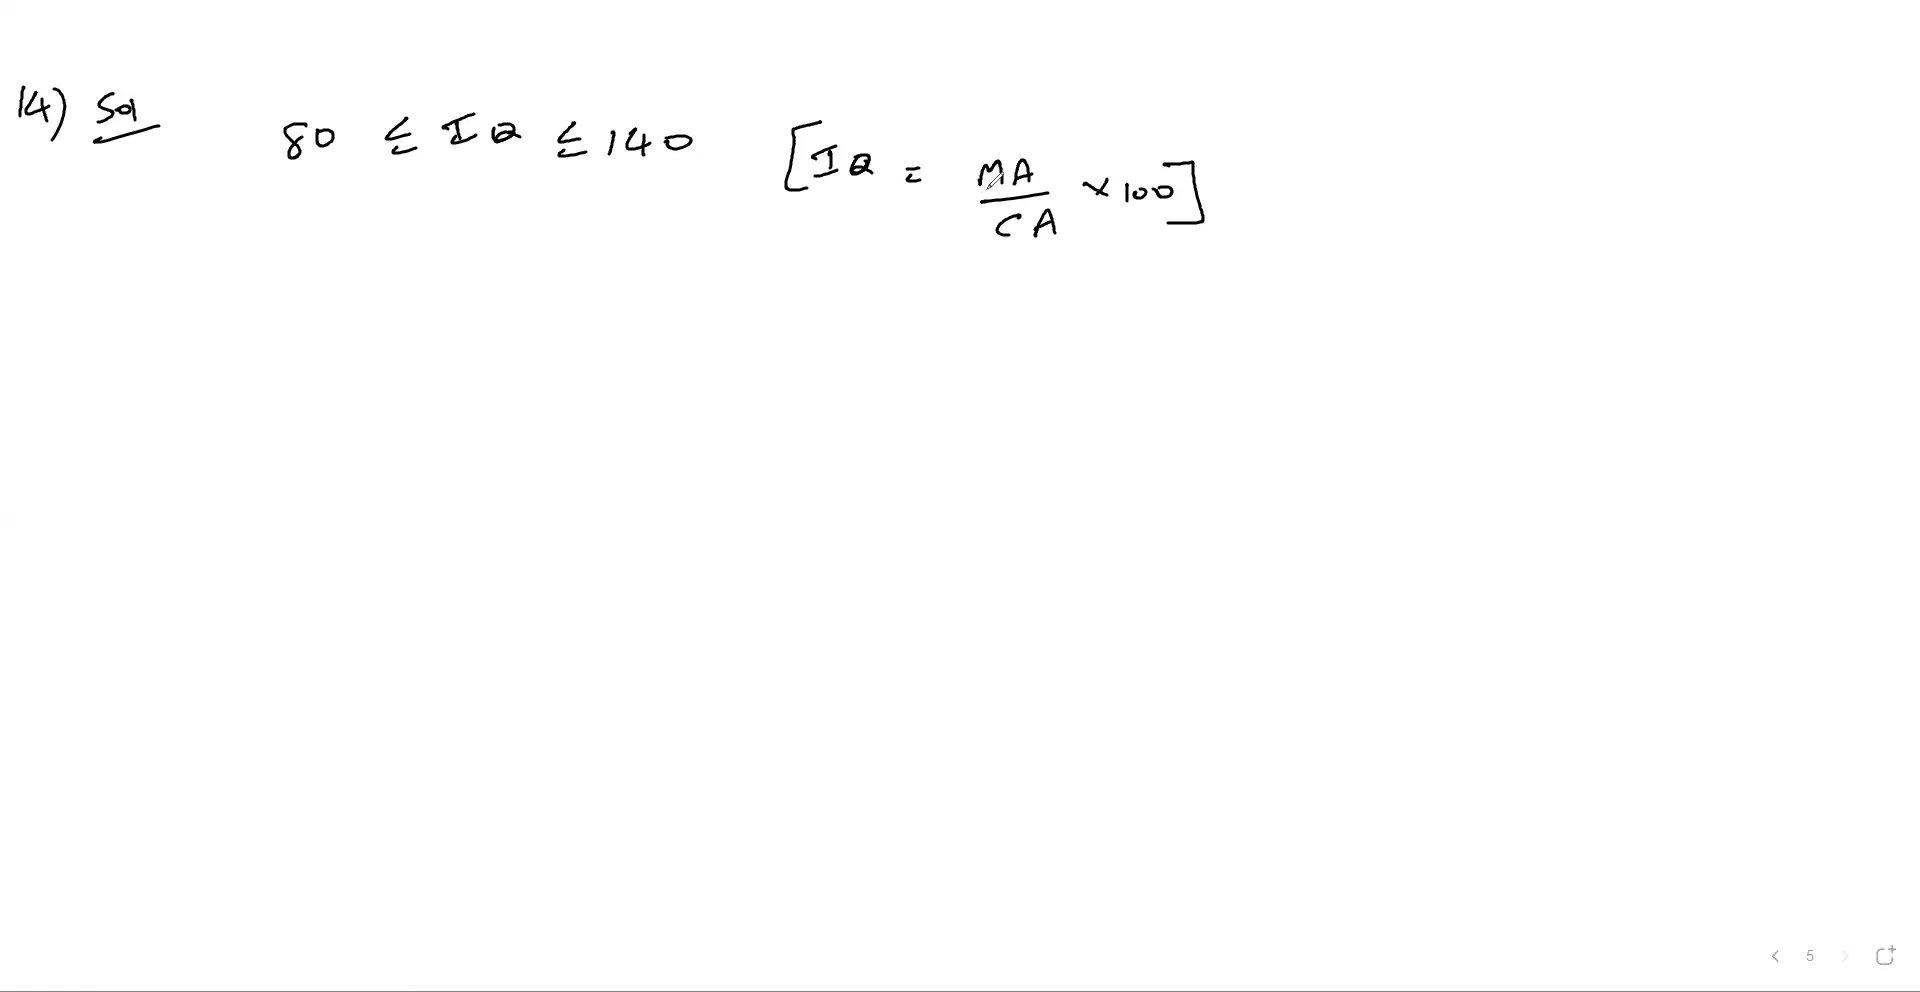 14) Sol
80 ≤ IQ ≤ 140 [IQ = MA/CA × 100]
5